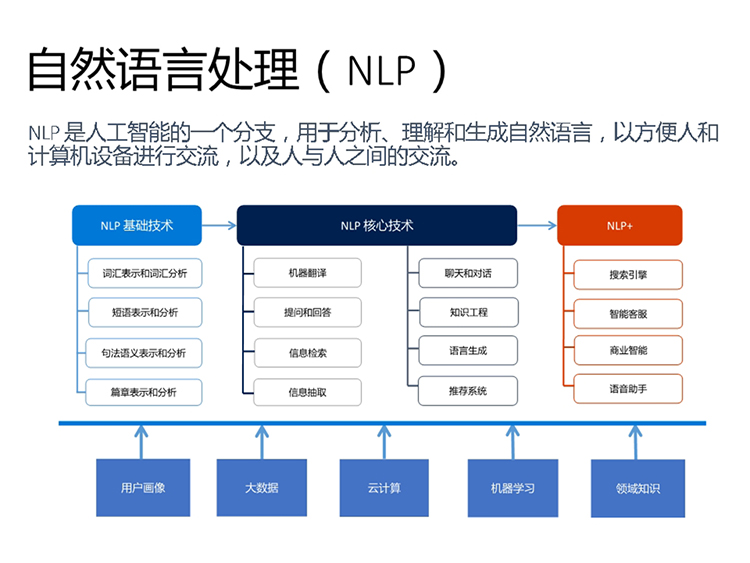 自然语言处理（NLP）
NLP 是人工智能的一个分支，用于分析、理解和生成自然语言，以方便人和
计算机设备进行交流，以及人与人之间的交流。
NLP 基础技术
词汇表示和词汇分析
短语表示和分析
句法语义表示和分析
篇章表示和分析
NLP 核心技术
机器翻译
提问和回答
信息检索
信息抽取
聊天和对话
知识工程
语言生成
推荐系统
NLP+
搜索引擎
智能客服
商业智能
语音助手
用户画像
大数据
云计算
机器学习
领域知识